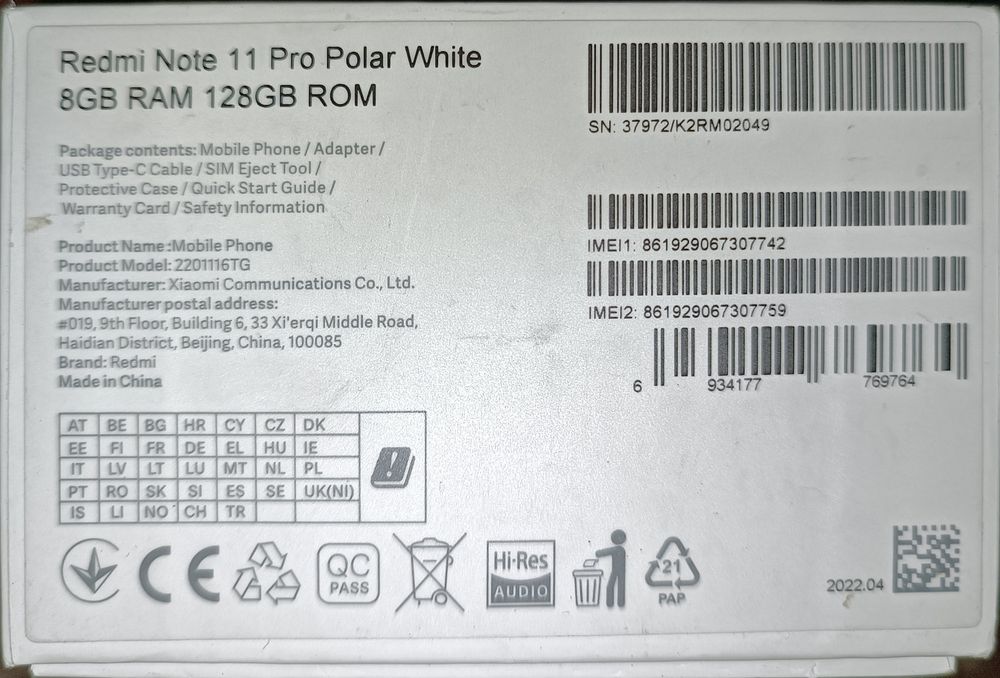 Redmi Note 11 Pro Polar White
8GB RAM 128GB ROM
Package contents: Mobile Phone / Adapter /
USB Type-C Cable / SIM Eject Tool /
Protective Case / Quick Start Guide /
Warranty Card / Safety Information
Product Name :Mobile Phone
Product Model: 2201116TG
Manufacturer: Xiaomi Communications Co., Ltd.
Manufacturer postal address:
#019, 9th Floor, Building 6, 33 Xi'erqi Middle Road,
Haidian District, Beijing, China, 100085
Brand: Redmi
Made in China
SN: 37972/K2RM02049
IMEI1: 861929067307742
IMEI2: 861929067307759
6 934177 769764
AT BE BG HR CY CZ DK
EE FI FR DE EL HU IE
IT LV LT LU MT NL PL
PT RO SK SI ES SE UK(NI)
IS LI NO CH TR
CE
QC
PASS
Hi-Res
AUDIO
21
PAP
2022.04